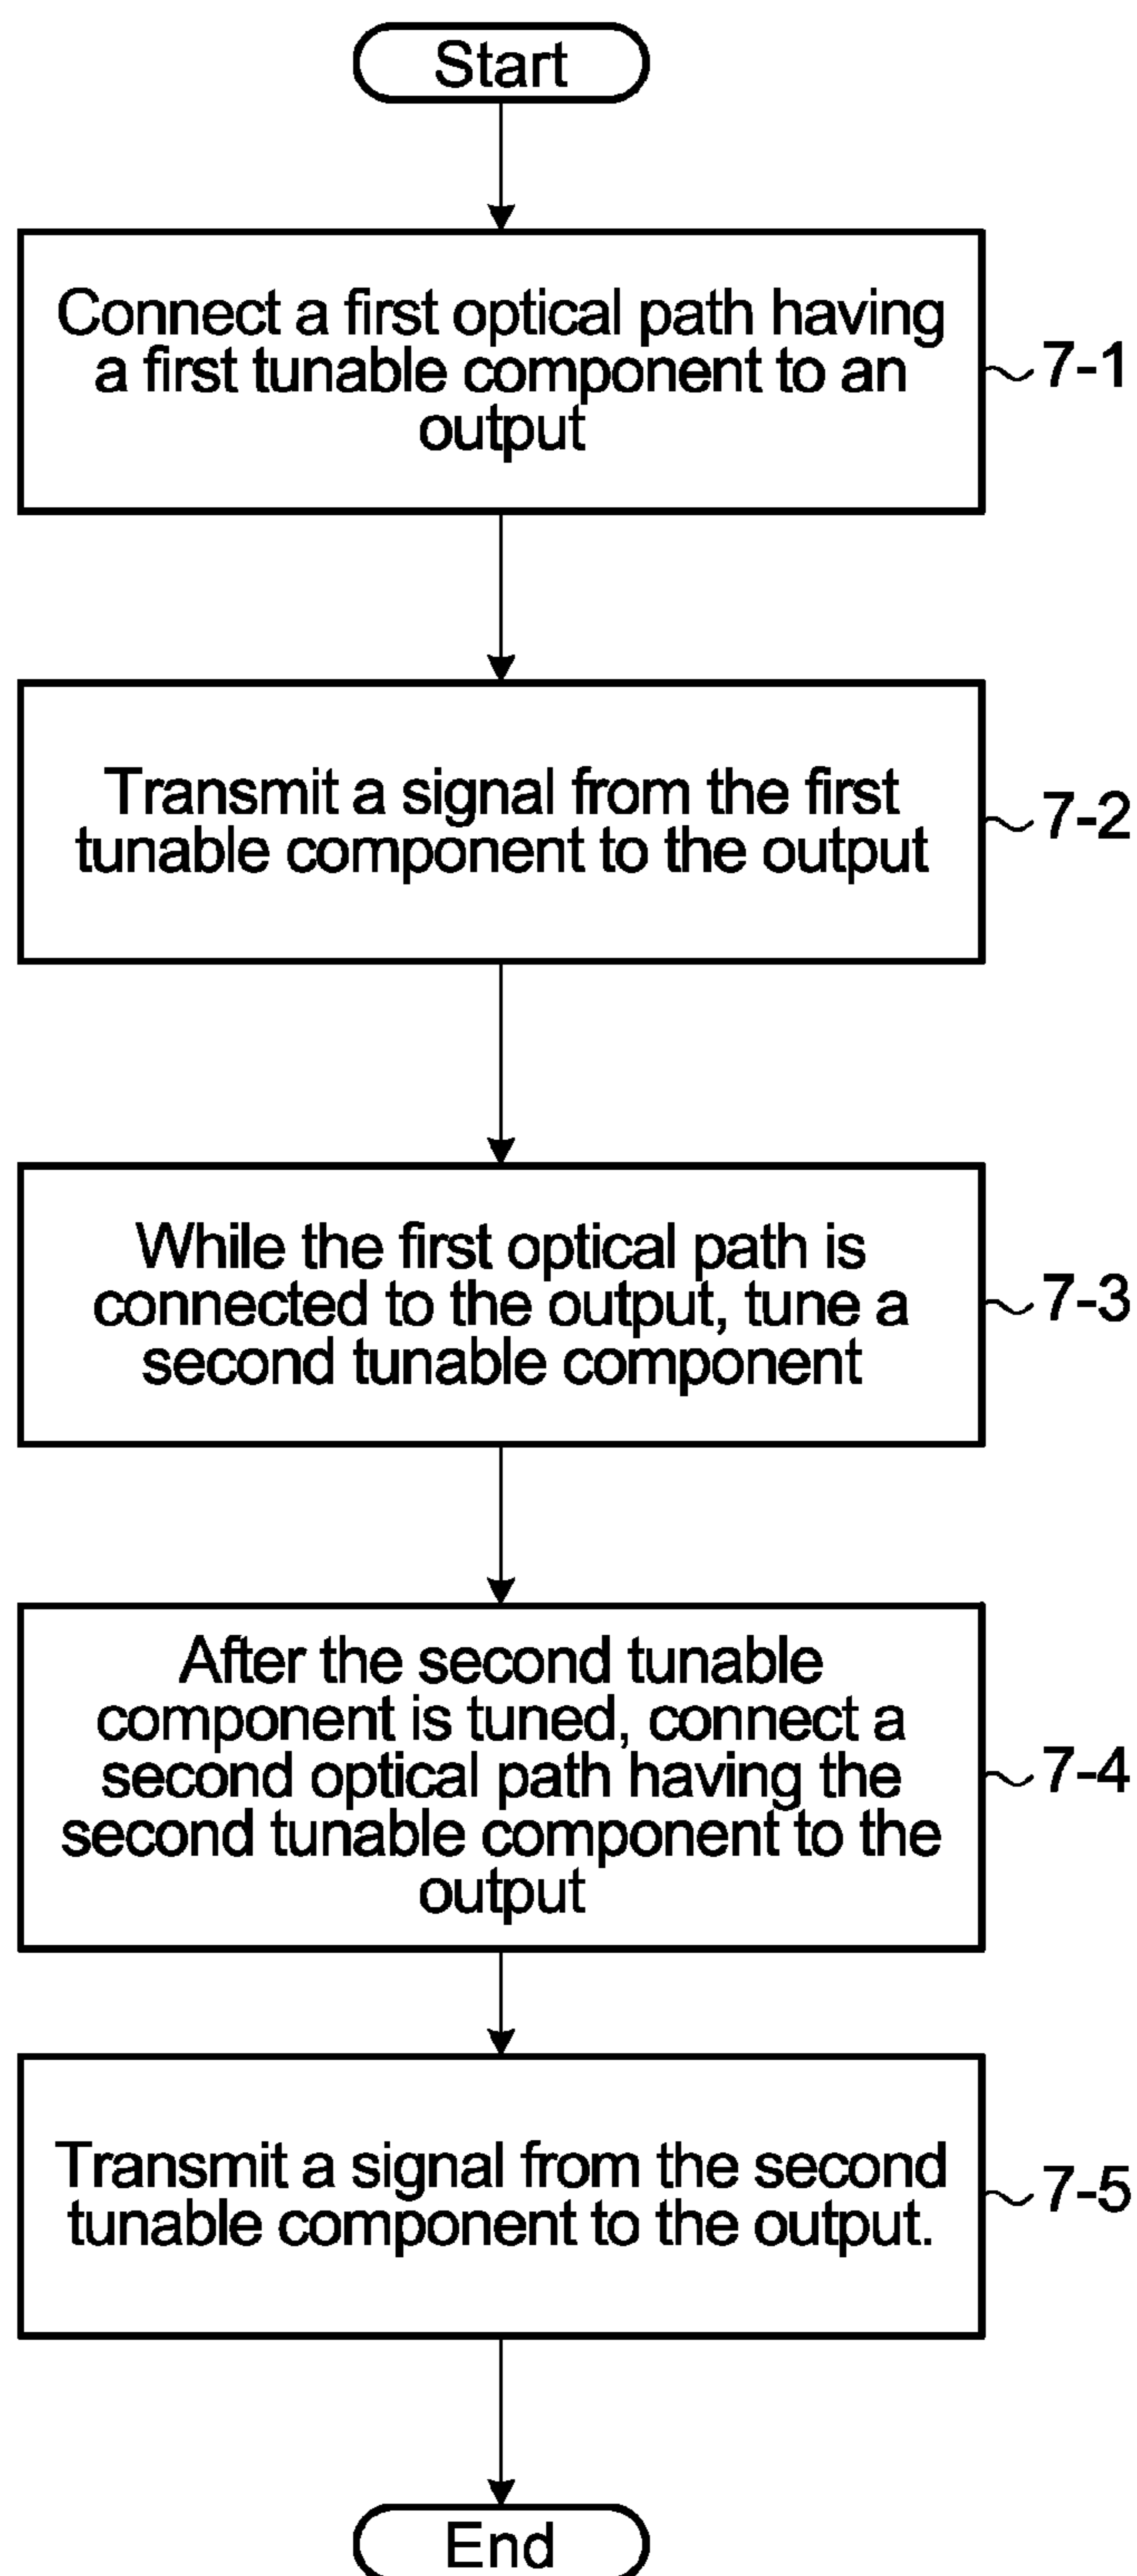 Start
Connect a first optical path having
a first tunable component to an
output
7-1
Transmit a signal from the first
tunable component to the output
7-2
While the first optical path is
connected to the output, tune a
second tunable component
7-3
After the second tunable
component is tuned, connect a
second optical path having the
second tunable component to the
output
7-4
Transmit a signal from the second
tunable component to the output.
7-5
End